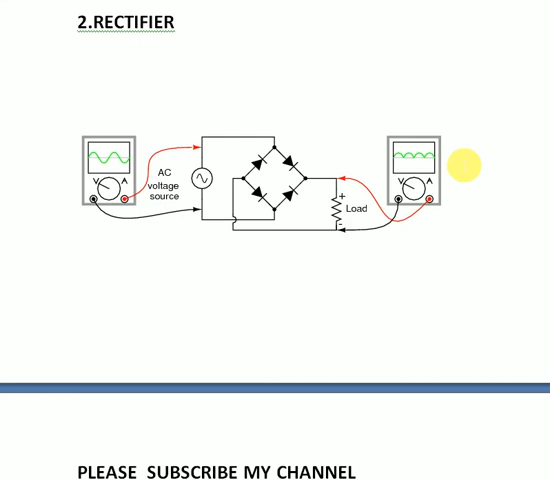 2.RECTIFIER
V A
AC
voltage
source
+
Load
-
V A
PLEASE SUBSCRIBE MY CHANNEL